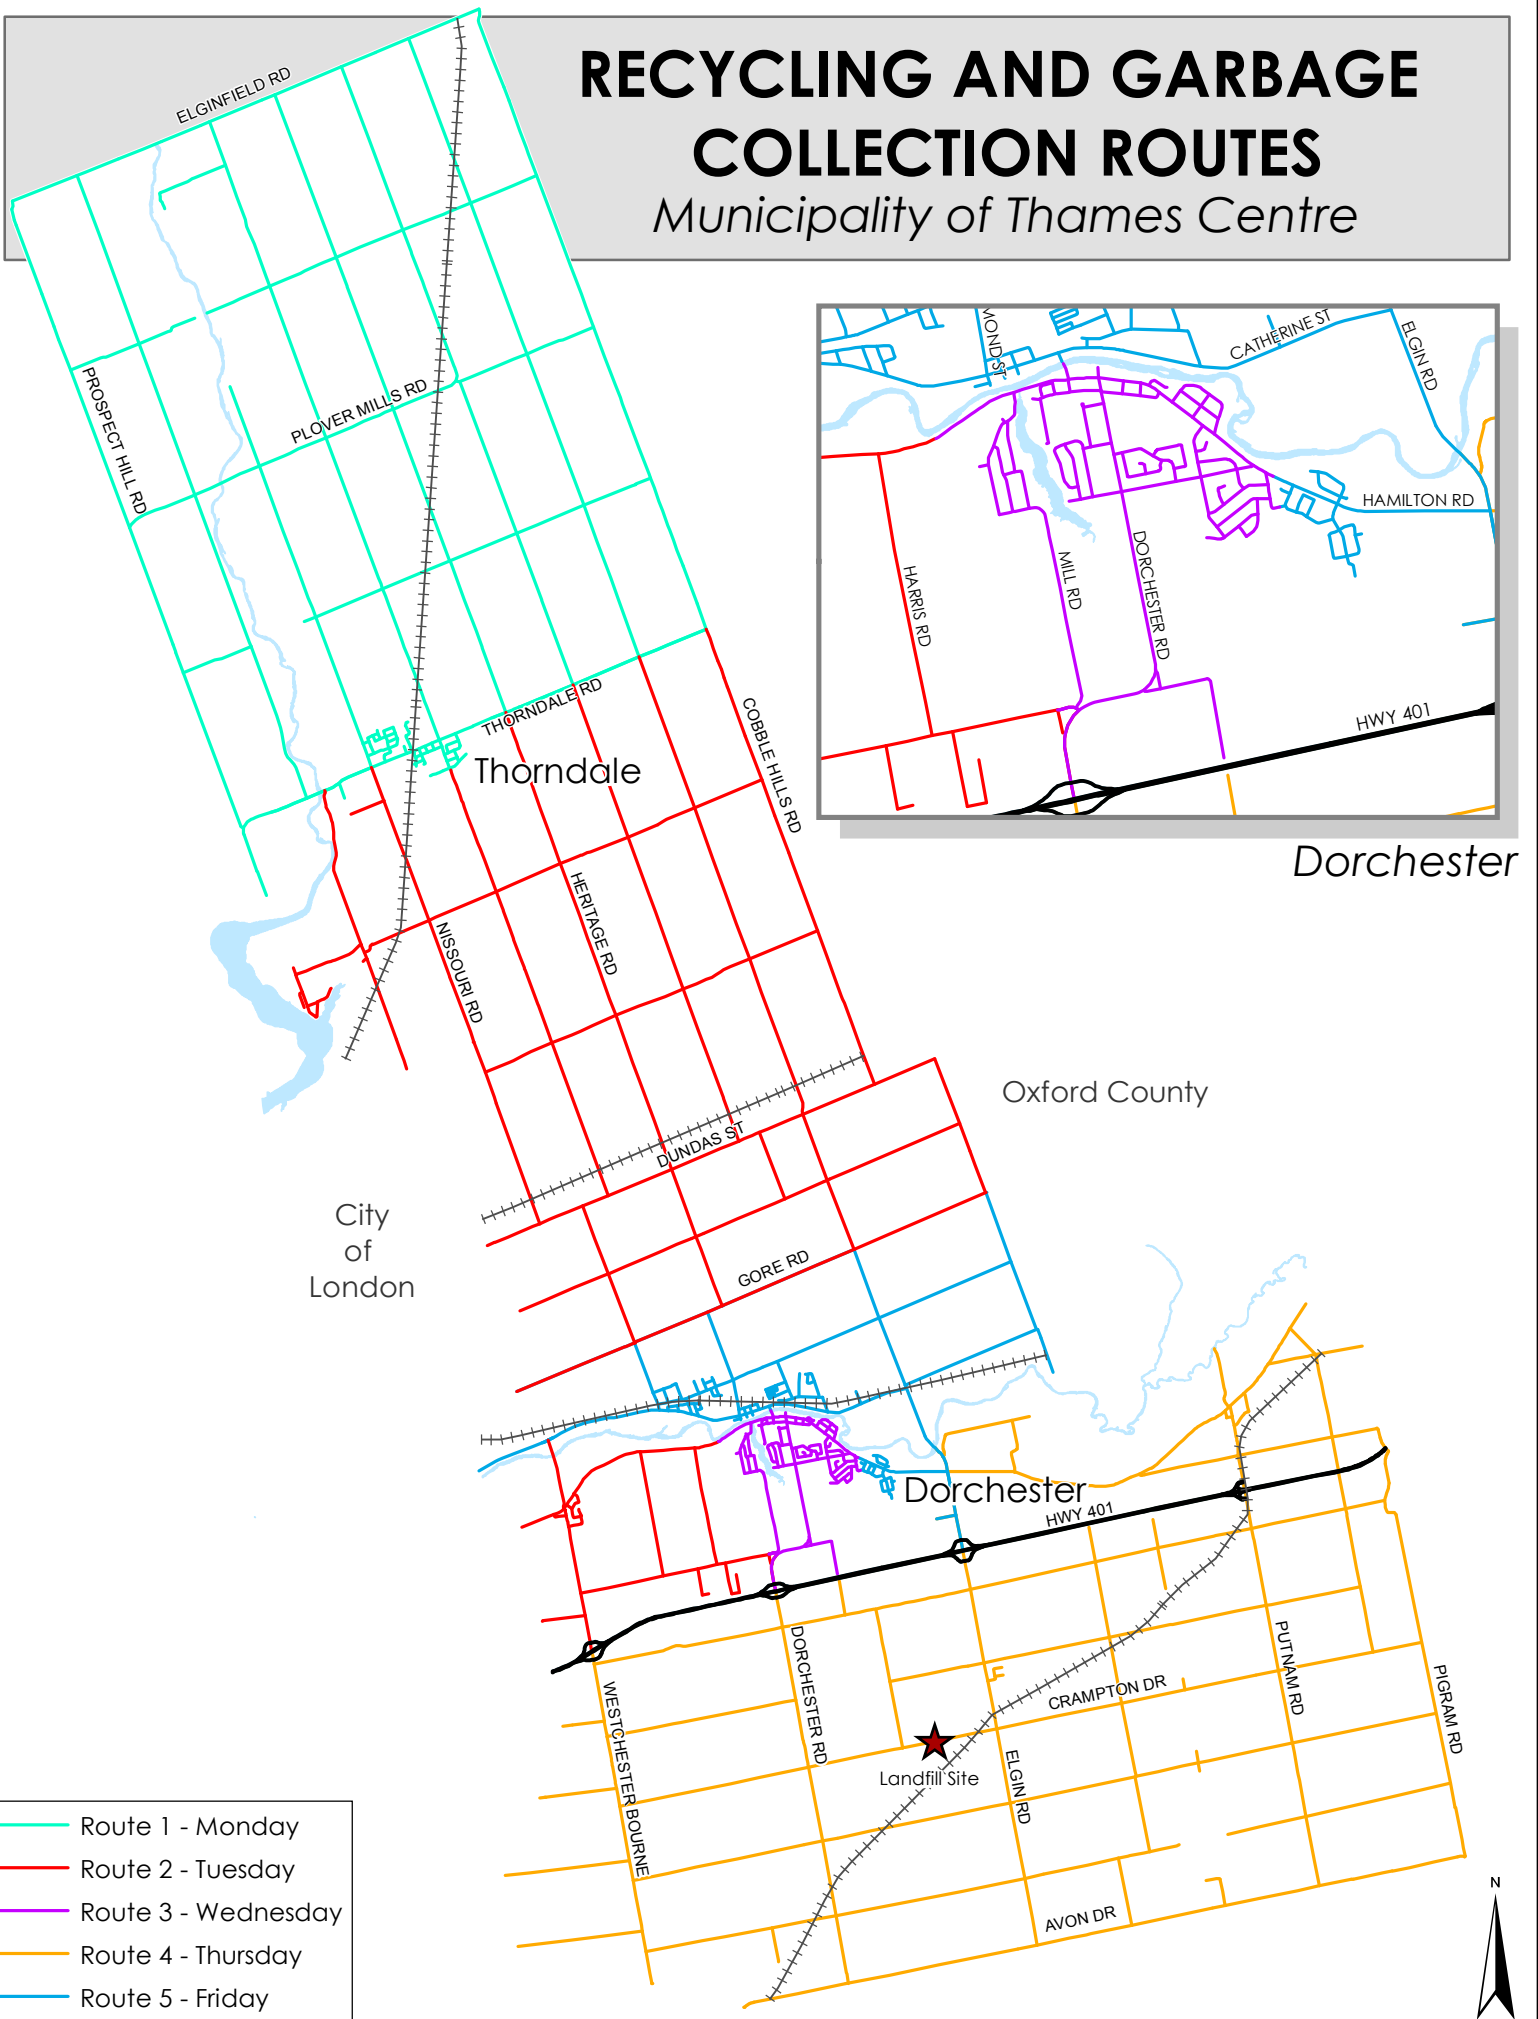 RECYCLING AND GARBAGE
COLLECTION ROUTES
Municipality of Thames Centre
ELGINFIELD RD
PROSPECT HILL RD
PLOVER MILLS RD
THORNDALE RD
Thorndale
COBBLE HILLS RD
HERITAGE RD
NISSOURI RD
MOND ST
CATHERINE ST
ELGIN RD
HAMILTON RD
HARRIS RD
MILL RD
DORCHESTER RD
HWY 401
Dorchester
Oxford County
DUNDAS ST
City
of
London
GORE RD
Dorchester
HWY 401
WESTCHESTER BOURNE
DORCHESTER RD
CRAMPTON DR
PUTNAM RD
PIGRAM RD
Landfill Site
ELGIN RD
AVON DR
Route 1 - Monday
Route 2 - Tuesday
Route 3 - Wednesday
Route 4 - Thursday
Route 5 - Friday
N